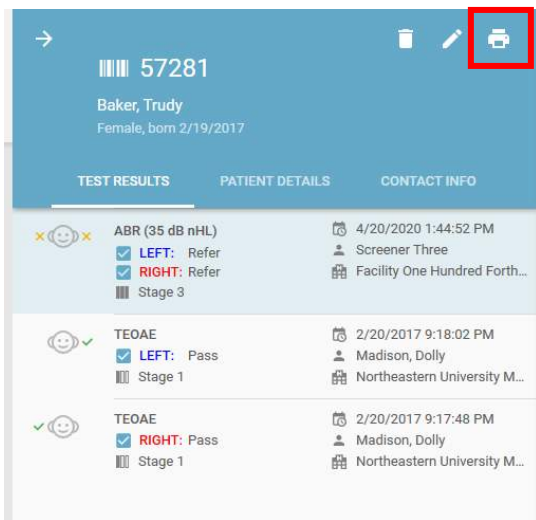 57281
Baker, Trudy
Female, born 2/19/2017
TEST RESULTS PATIENT DETAILS CONTACT INFO
ABR (35 dB nHL) 4/20/2020 1:44:52 PM
LEFT: Refer Screener Three
RIGHT: Refer Facility One Hundred Forth...
Stage 3
TEOAE 2/20/2017 9:18:02 PM
LEFT: Pass Madison, Dolly
Stage 1 Northeastern University M...
TEOAE 2/20/2017 9:17:48 PM
RIGHT: Pass Madison, Dolly
Stage 1 Northeastern University M...